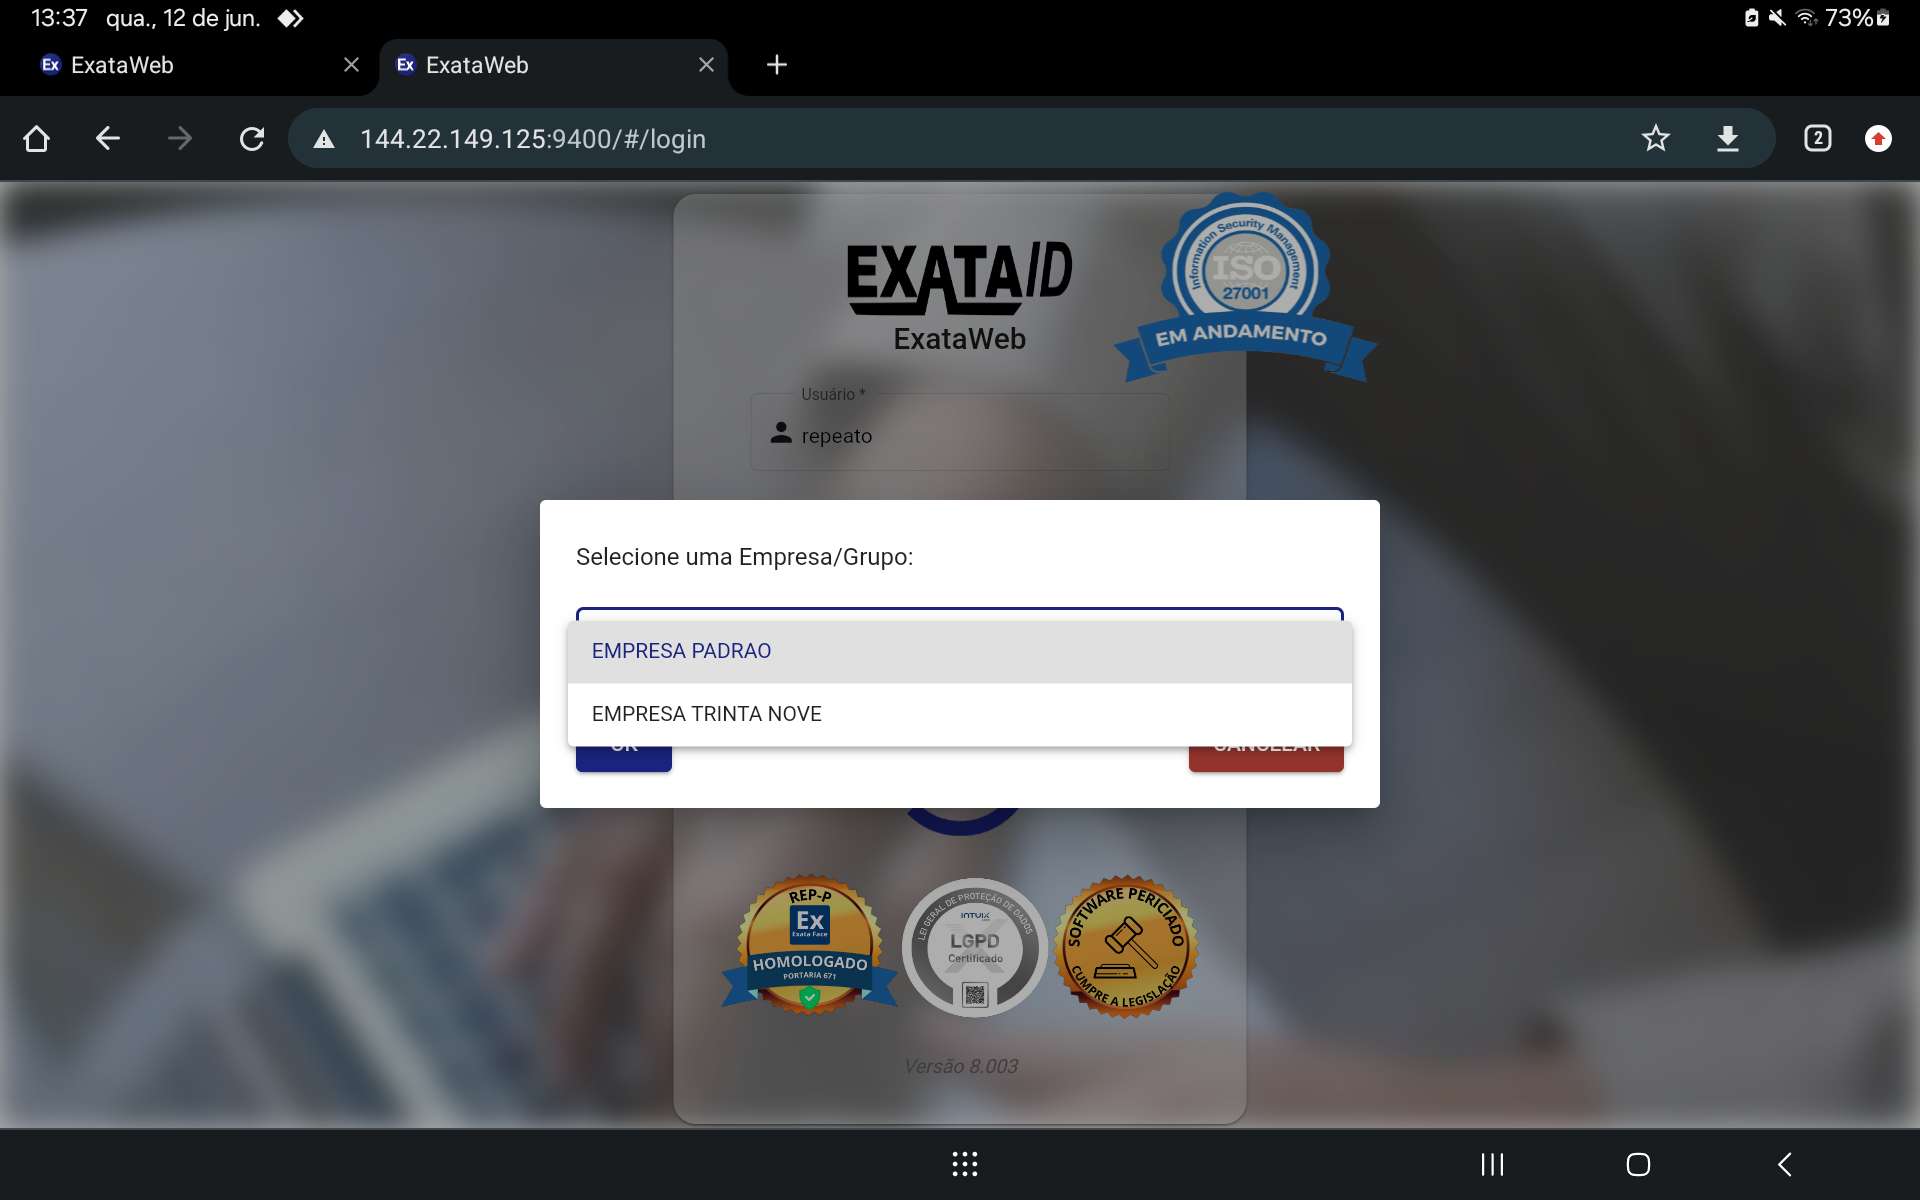 13:37 qua., 12 de jun.
73%
Ex ExataWeb
Ex ExataWeb
144.22.149.125:9400/#/login
2
EXATAID
ExataWeb
Information Security Management
ISO
27001
EM ANDAMENTO
Usuário *
repeato
Selecione uma Empresa/Grupo:
EMPRESA PADRAO
EMPRESA TRINTA NOVE
OK
CANCELAR
REP-P
Ex
Exata Face
HOMOLOGADO
PORTARIA 671
LEI GERAL DE PROTEÇÃO DE DADOS
INTUIX
LGPD
Certificado
SOFTWARE PERICIADO
CUMPRE A LEGISLAÇÃO
Versão 8.003